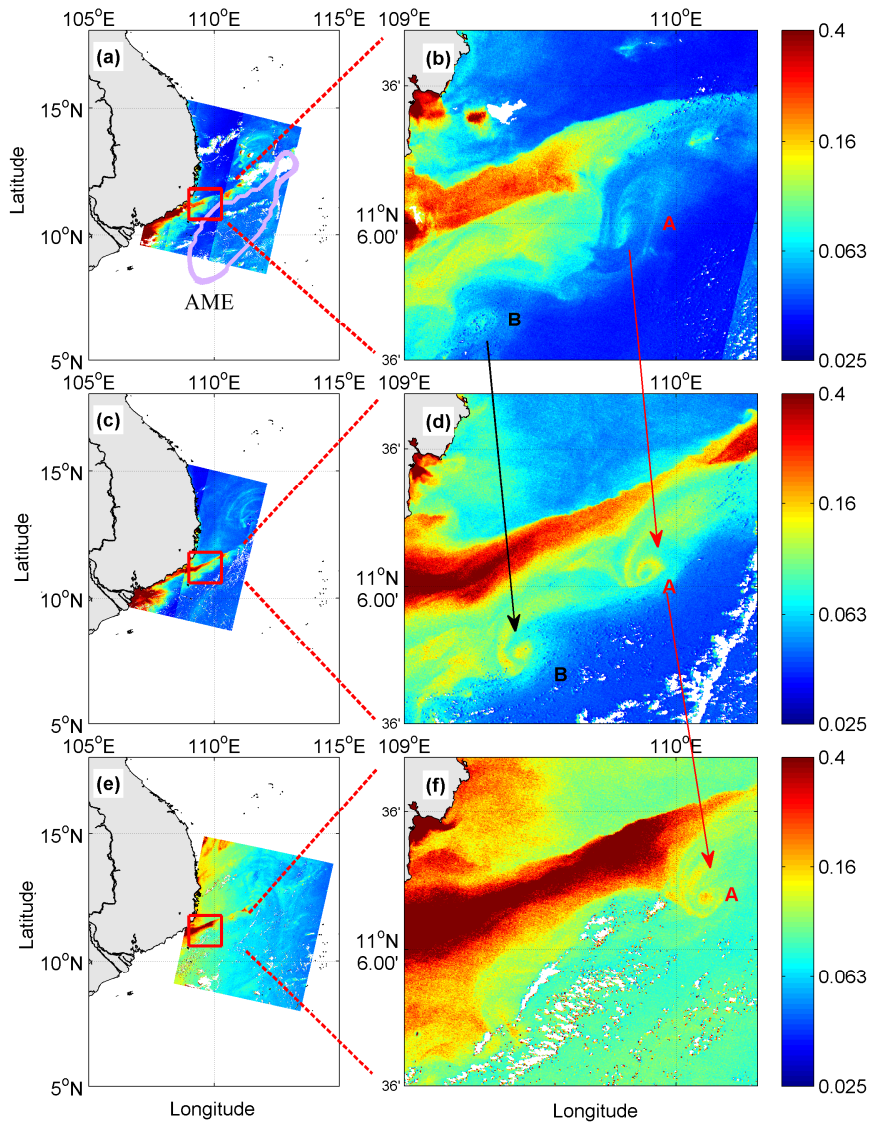 105°E 110°E 115°E 109°E 110°E
(a) (b) 0.4
36'
15°N
0.16
Latitude
11°N
6.00'
A
10°N
0.063
AME
B
5°N 36' 0.025
109°E 110°E
(c) (d) 0.4
36'
15°N
0.16
Latitude
11°N
6.00'
A
10°N
0.063
B
5°N 36' 0.025
105°E 110°E 115°E 109°E 110°E
(e) (f) 0.4
36'
15°N
0.16
A
Latitude
11°N
6.00'
10°N
0.063
5°N 36' 0.025
Longitude Longitude